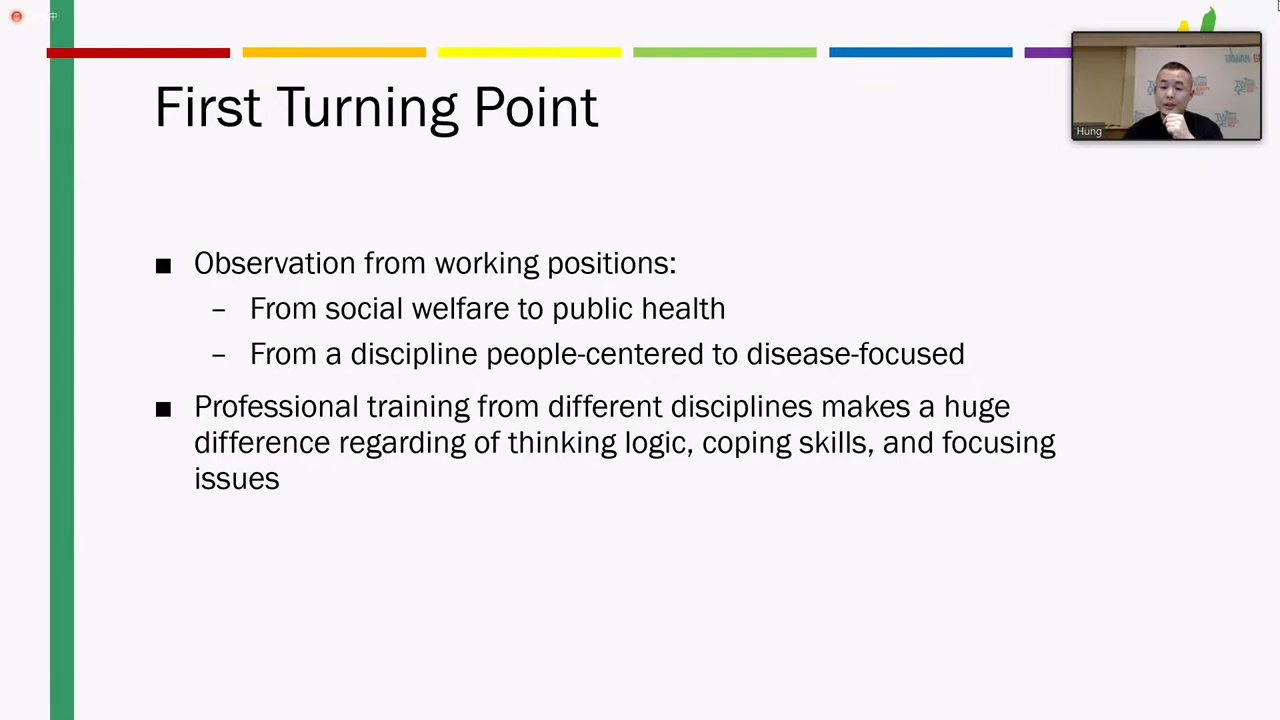 First Turning Point
Hung
■ Observation from working positions:
– From social welfare to public health
– From a discipline people-centered to disease-focused
■ Professional training from different disciplines makes a huge
difference regarding of thinking logic, coping skills, and focusing
issues